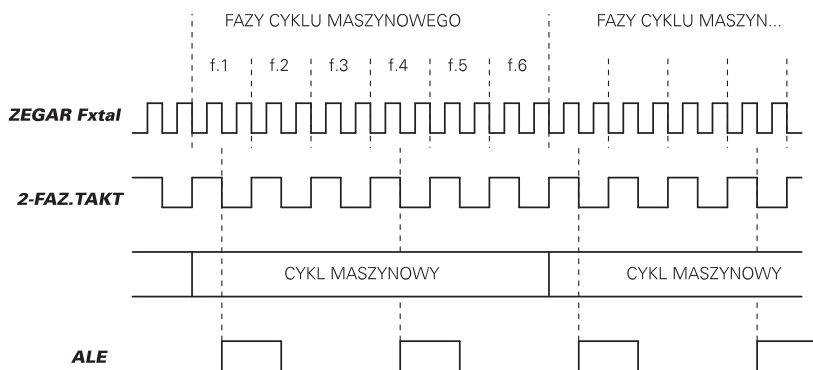 FAZY CYKLU MASZYNOWEGO
FAZY CYKLU MASZYN...
f.1 f.2 f.3 f.4 f.5 f.6
ZEGAR Fxtal
2-FAZ.TAKT
CYKL MASZYNOWY
CYKL MASZYNOWY
ALE